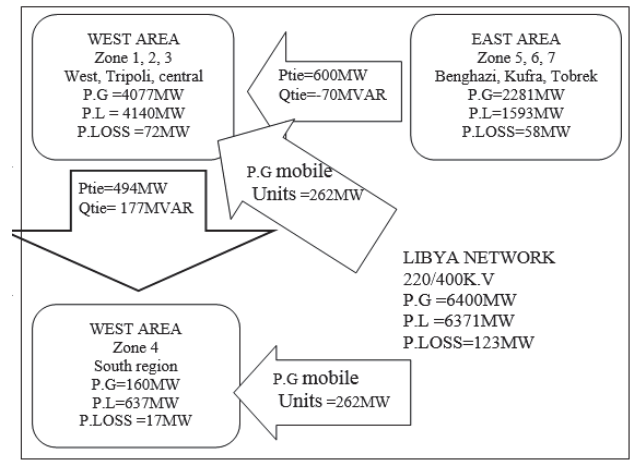 WEST AREA
Zone 1, 2, 3
West, Tripoli, central
P.G =4077MW
P.L = 4140MW
P.LOSS=72MW
Ptie=600MW
Qtie=-70MVAR
EAST AREA
Zone 5, 6, 7
Benghazi, Kufra, Tobrek
P.G=2281MW
P.L=1593MW
P.LOSS=58MW
P.G mobile
Units =262MW
Ptie=494MW
Qtie= 177MVAR
LIBYA NETWORK
220/400K.V
P.G =6400MW
P.L =6371MW
P.LOSS=123MW
WEST AREA
Zone 4
South region
P.G=160MW
P.L=637MW
P.LOSS =17MW
P.G mobile
Units =262MW